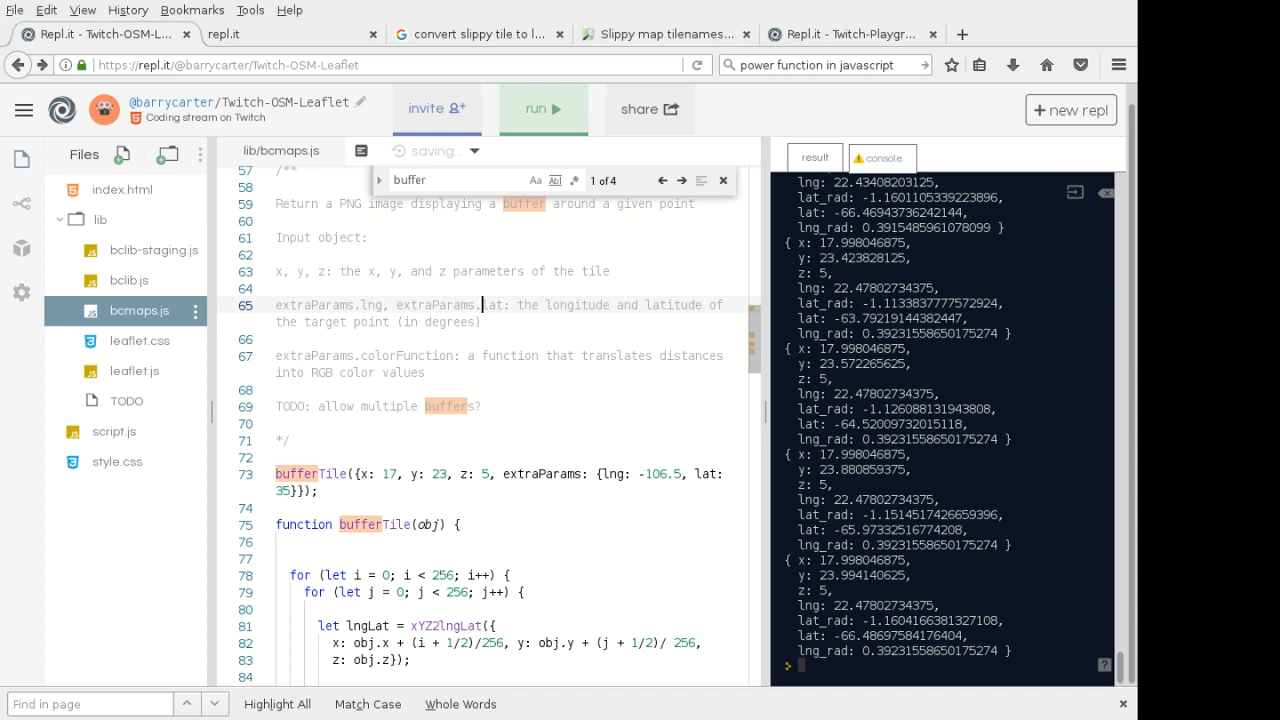 File Edit View History Bookmarks Tools Help
Repl.it - Twitch-OSM-L... × repl.it × convert slippy tile to l... × Slippy map tilenames... × Repl.it - Twitch-Playgr... × +
https://repl.it/@barrycarter/Twitch-OSM-Leaflet power function in javascript
@barrycarter/Twitch-OSM-Leaflet
Coding stream on Twitch
invite run share + new repl
Files
index.html
lib
bclib-staging.js
bclib.js
bcmaps.js
leaflet.css
leaflet.js
TODO
script.js
style.css
lib/bcmaps.js saving...
buffer Aa Abl .* 1 of 4
57 /**
58
59 Return a PNG image displaying a buffer around a given point
60
61 Input object:
62
63 x, y, z: the x, y, and z parameters of the tile
64
65 extraParams.lng, extraParams.lat: the longitude and latitude of
the target point (in degrees)
66
67 extraParams.colorFunction: a function that translates distances
into RGB color values
68
69 TODO: allow multiple buffers?
70
71 */
72
73 bufferTile({x: 17, y: 23, z: 5, extraParams: {lng: -106.5, lat:
35}});
74
75 function bufferTile(obj) {
76
77
78 for (let i = 0; i < 256; i++) {
79 for (let j = 0; j < 256; j++) {
80
81 let lngLat = xYZ2lngLat({
82 x: obj.x + (i + 1/2)/256, y: obj.y + (j + 1/2)/ 256,
83 z: obj.z});
84
result console
lng: 22.43408203125,
lat_rad: -1.1601105339223896,
lat: -66.46943736242144,
lng_rad: 0.3915485961078099 }
{ x: 17.998046875,
y: 23.423828125,
z: 5,
lng: 22.47802734375,
lat_rad: -1.1133837777572924,
lat: -63.79219144382447,
lng_rad: 0.39231558650175274 }
{ x: 17.998046875,
y: 23.572265625,
z: 5,
lng: 22.47802734375,
lat_rad: -1.126088131943808,
lat: -64.52009732015118,
lng_rad: 0.39231558650175274 }
{ x: 17.998046875,
y: 23.880859375,
z: 5,
lng: 22.47802734375,
lat_rad: -1.1514517426659396,
lat: -65.97332516774208,
lng_rad: 0.39231558650175274 }
{ x: 17.998046875,
y: 23.994140625,
z: 5,
lng: 22.47802734375,
lat_rad: -1.1604166381327108,
lat: -66.48697584176404,
lng_rad: 0.39231558650175274 }
>
?
Find in page Highlight All Match Case Whole Words ×